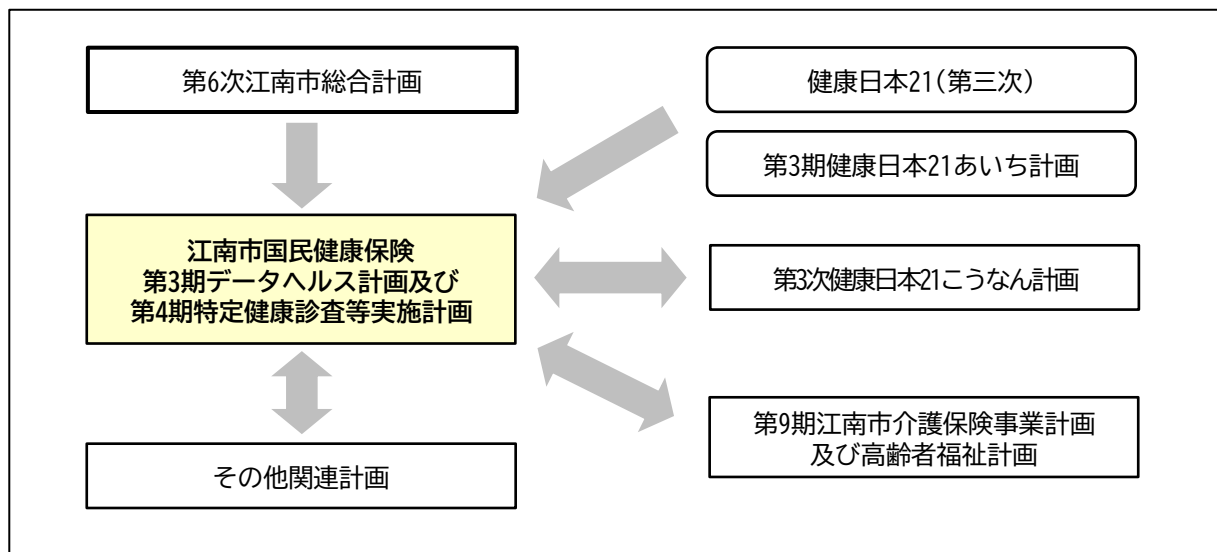 第6次江南市総合計画
健康日本21(第三次)
第3期健康日本21あいち計画
江南市国民健康保険
第3期データヘルス計画及び
第4期特定健康診査等実施計画
第3次健康日本21こうなん計画
第9期江南市介護保険事業計画
及び高齢者福祉計画
その他関連計画